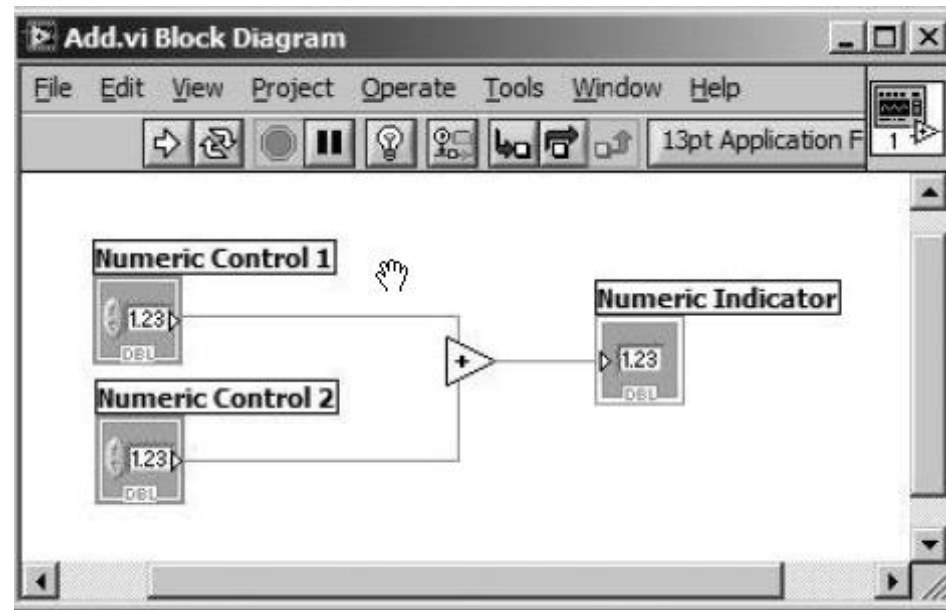 Add.vi Block Diagram
File Edit View Project Operate Tools Window Help
13pt Application F
1
Numeric Control 1
1.23
DBL
Numeric Control 2
1.23
DBL
+
Numeric Indicator
1.23
DBL